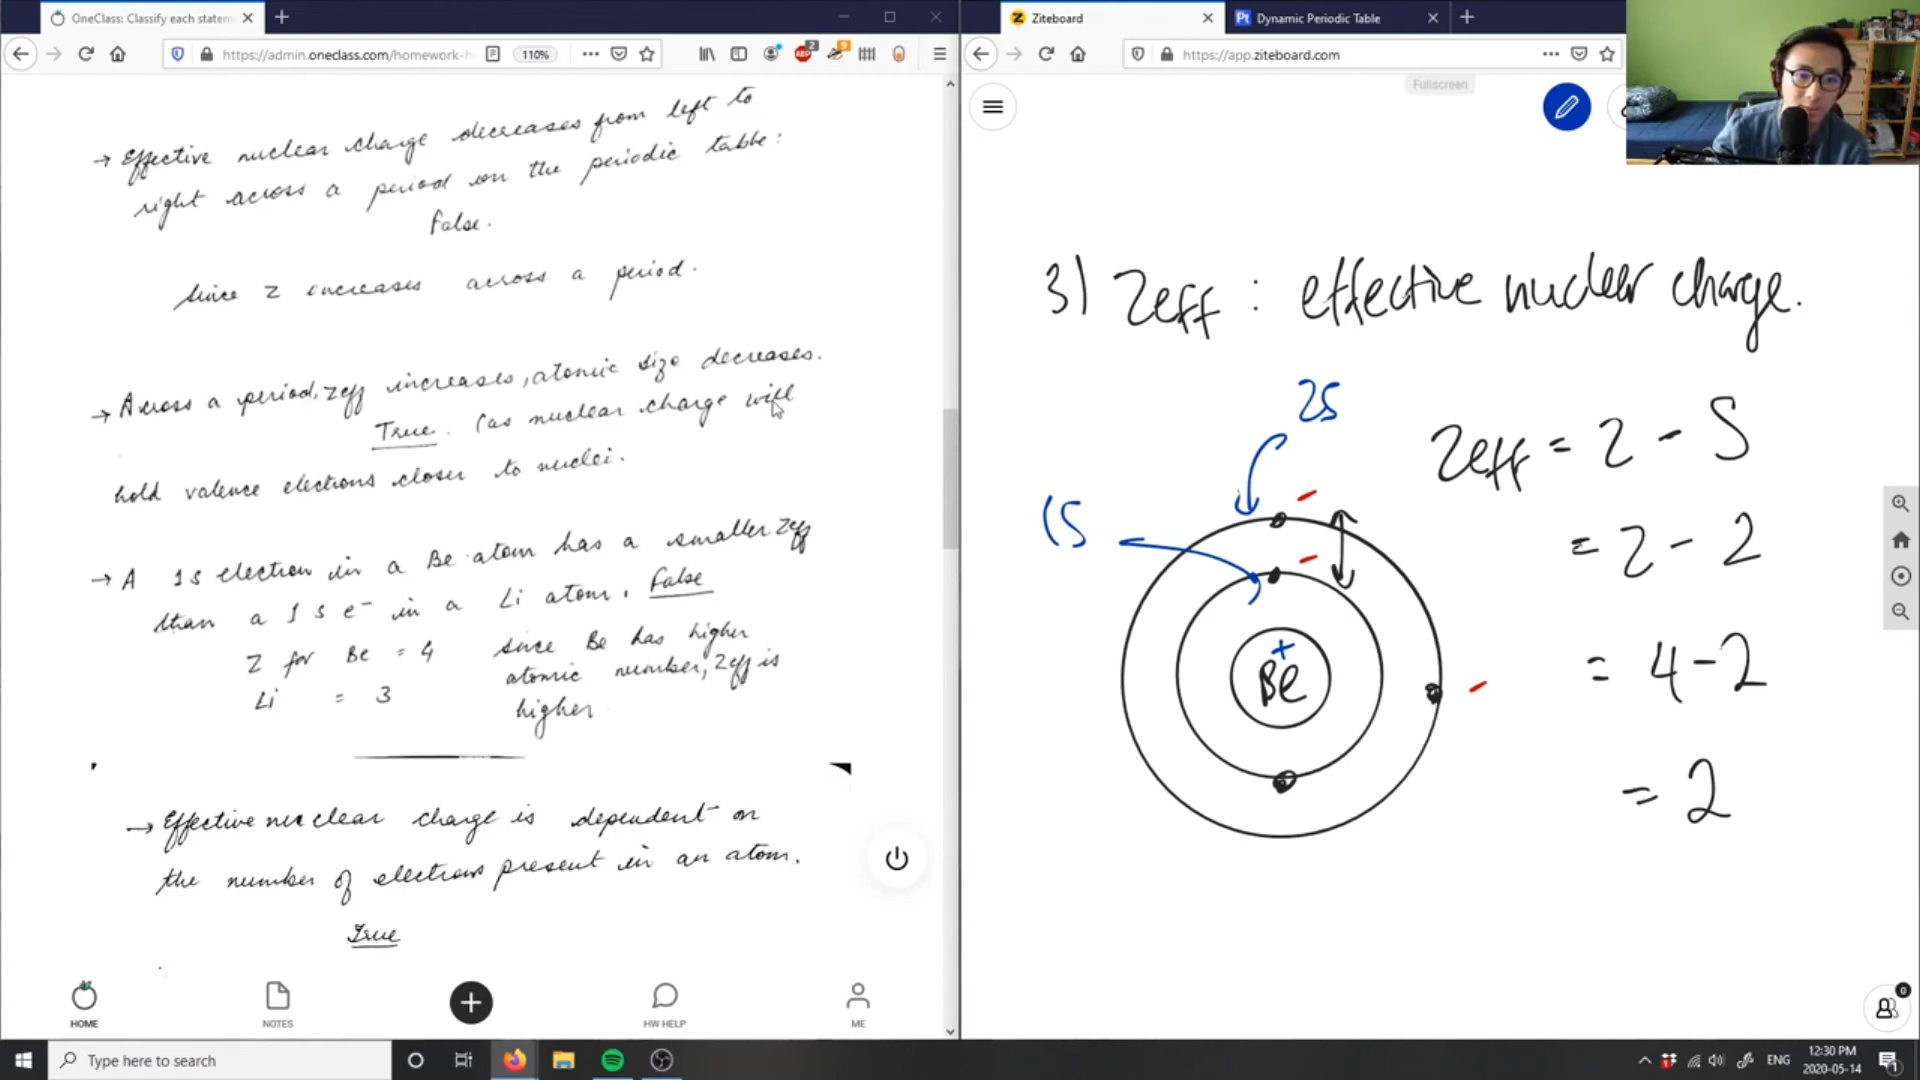 OneClass: Classify each statem
https://admin.oneclass.com/homework-h
110%
2
9
→ Effective nuclear charge decreases from left to
right across a period on the periodic table:
False.
Since Z increases across a period.
→ Across a period, Zeff increases, atomic size decreases.
True. (as nuclear charge will
hold valence electrons closer to nuclei.
→ A 1s electron in a Be atom has a smaller Zeff
than a 1s e⁻ in a Li atom. False
Z for Be = 4 since Be has higher
Li = 3 atomic number, Zeff is
higher
→ Effective nuclear charge is dependent on
the number of electrons present in an atom.
True
HOME
NOTES
HW HELP
ME
Ziteboard
Pt Dynamic Periodic Table
https://app.ziteboard.com
Fullscreen
3) Zeff : effective nuclear charge.
2S
1S
Be
+
Zeff = Z - S
= Z - 2
= 4 - 2
= 2
0
Type here to search
ENG
12:30 PM
2020-05-14
1